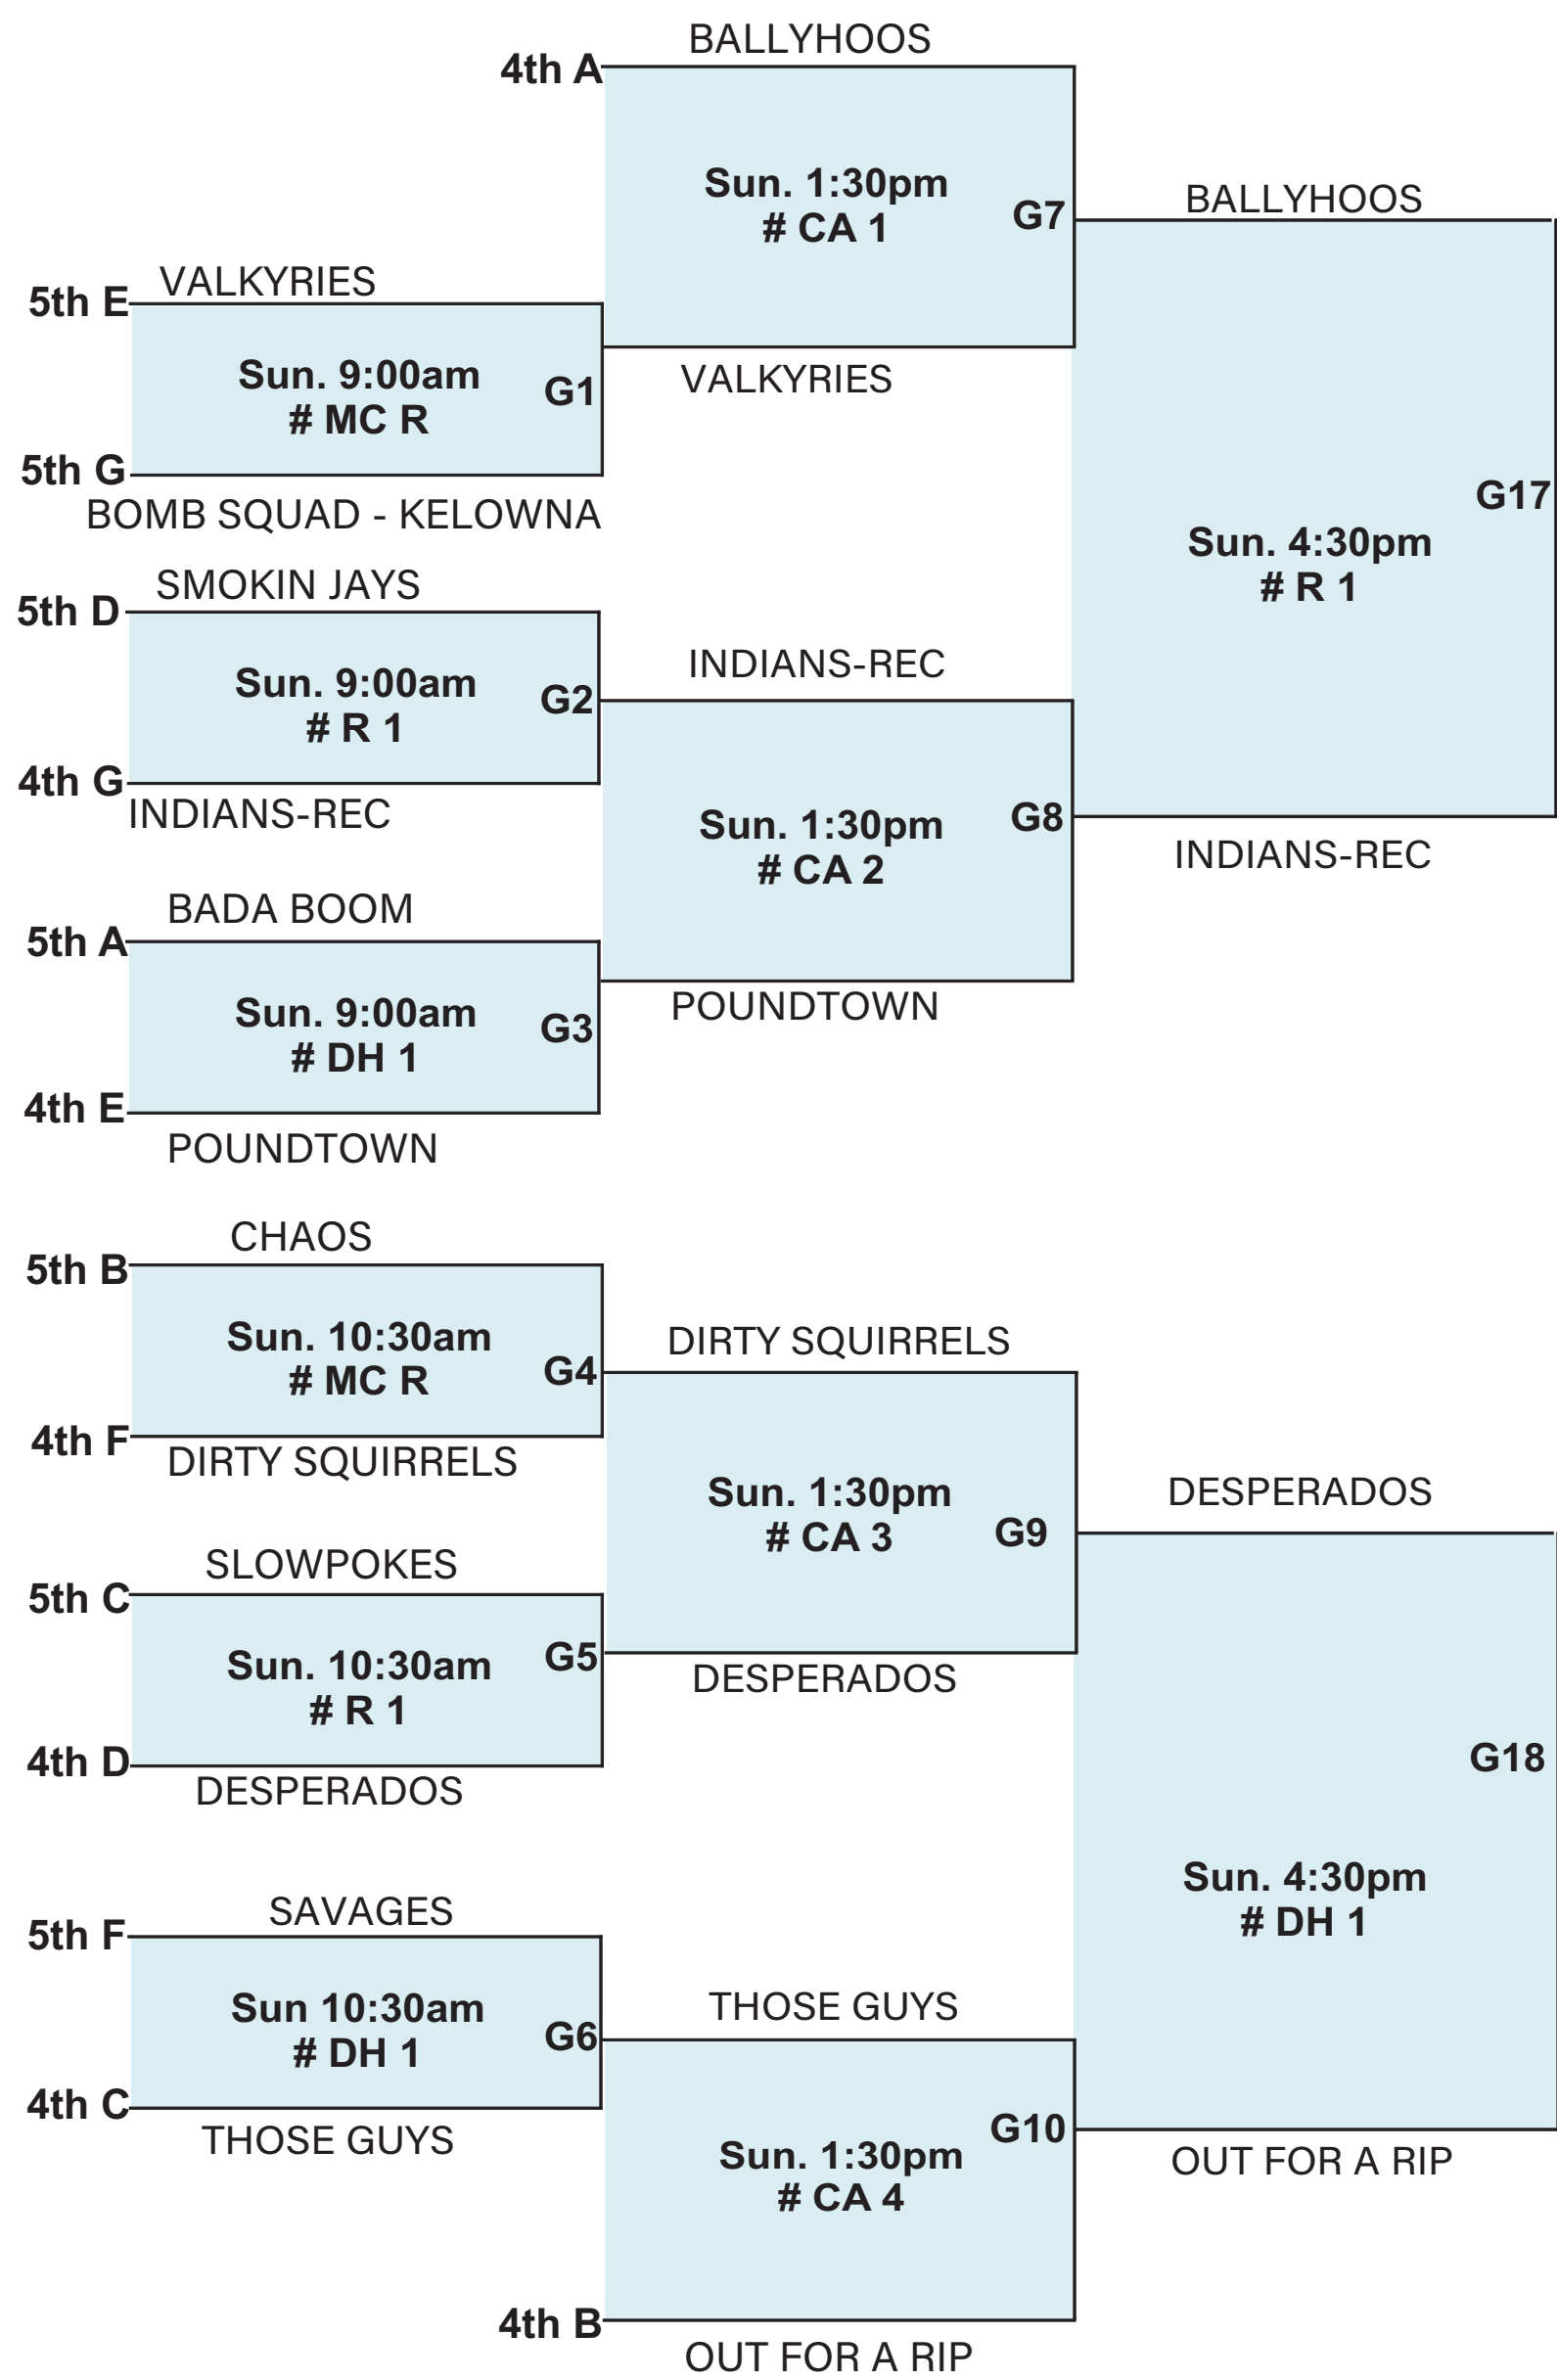 BALLYHOOS
4th A
Sun. 1:30pm
# CA 1
G7
BALLYHOOS
VALKYRIES
5th E
Sun. 9:00am
# MC R
G1
VALKYRIES
5th G
BOMB SQUAD - KELOWNA
G17
Sun. 4:30pm
# R 1
SMOKIN JAYS
5th D
Sun. 9:00am
# R 1
G2
INDIANS-REC
4th G
INDIANS-REC
Sun. 1:30pm
# CA 2
G8
INDIANS-REC
BADA BOOM
5th A
Sun. 9:00am
# DH 1
G3
POUNDTOWN
4th E
POUNDTOWN
CHAOS
5th B
Sun. 10:30am
# MC R
G4
DIRTY SQUIRRELS
4th F
DIRTY SQUIRRELS
Sun. 1:30pm
# CA 3
G9
DESPERADOS
SLOWPOKES
5th C
Sun. 10:30am
# R 1
G5
DESPERADOS
4th D
DESPERADOS
G18
Sun. 4:30pm
# DH 1
SAVAGES
5th F
Sun 10:30am
# DH 1
G6
THOSE GUYS
4th C
THOSE GUYS
Sun. 1:30pm
# CA 4
G10
OUT FOR A RIP
4th B
OUT FOR A RIP